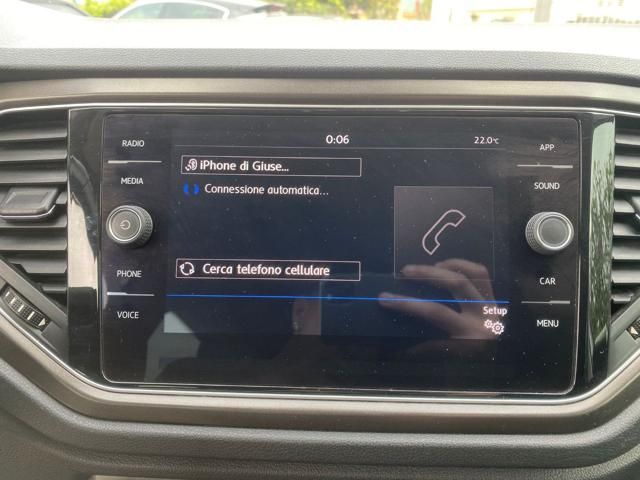 0:06
22.0°C
RADIO
MEDIA
PHONE
VOICE
iPhone di Giuse...
Connessione automatica...
Cerca telefono cellulare
Setup
APP
SOUND
CAR
MENU